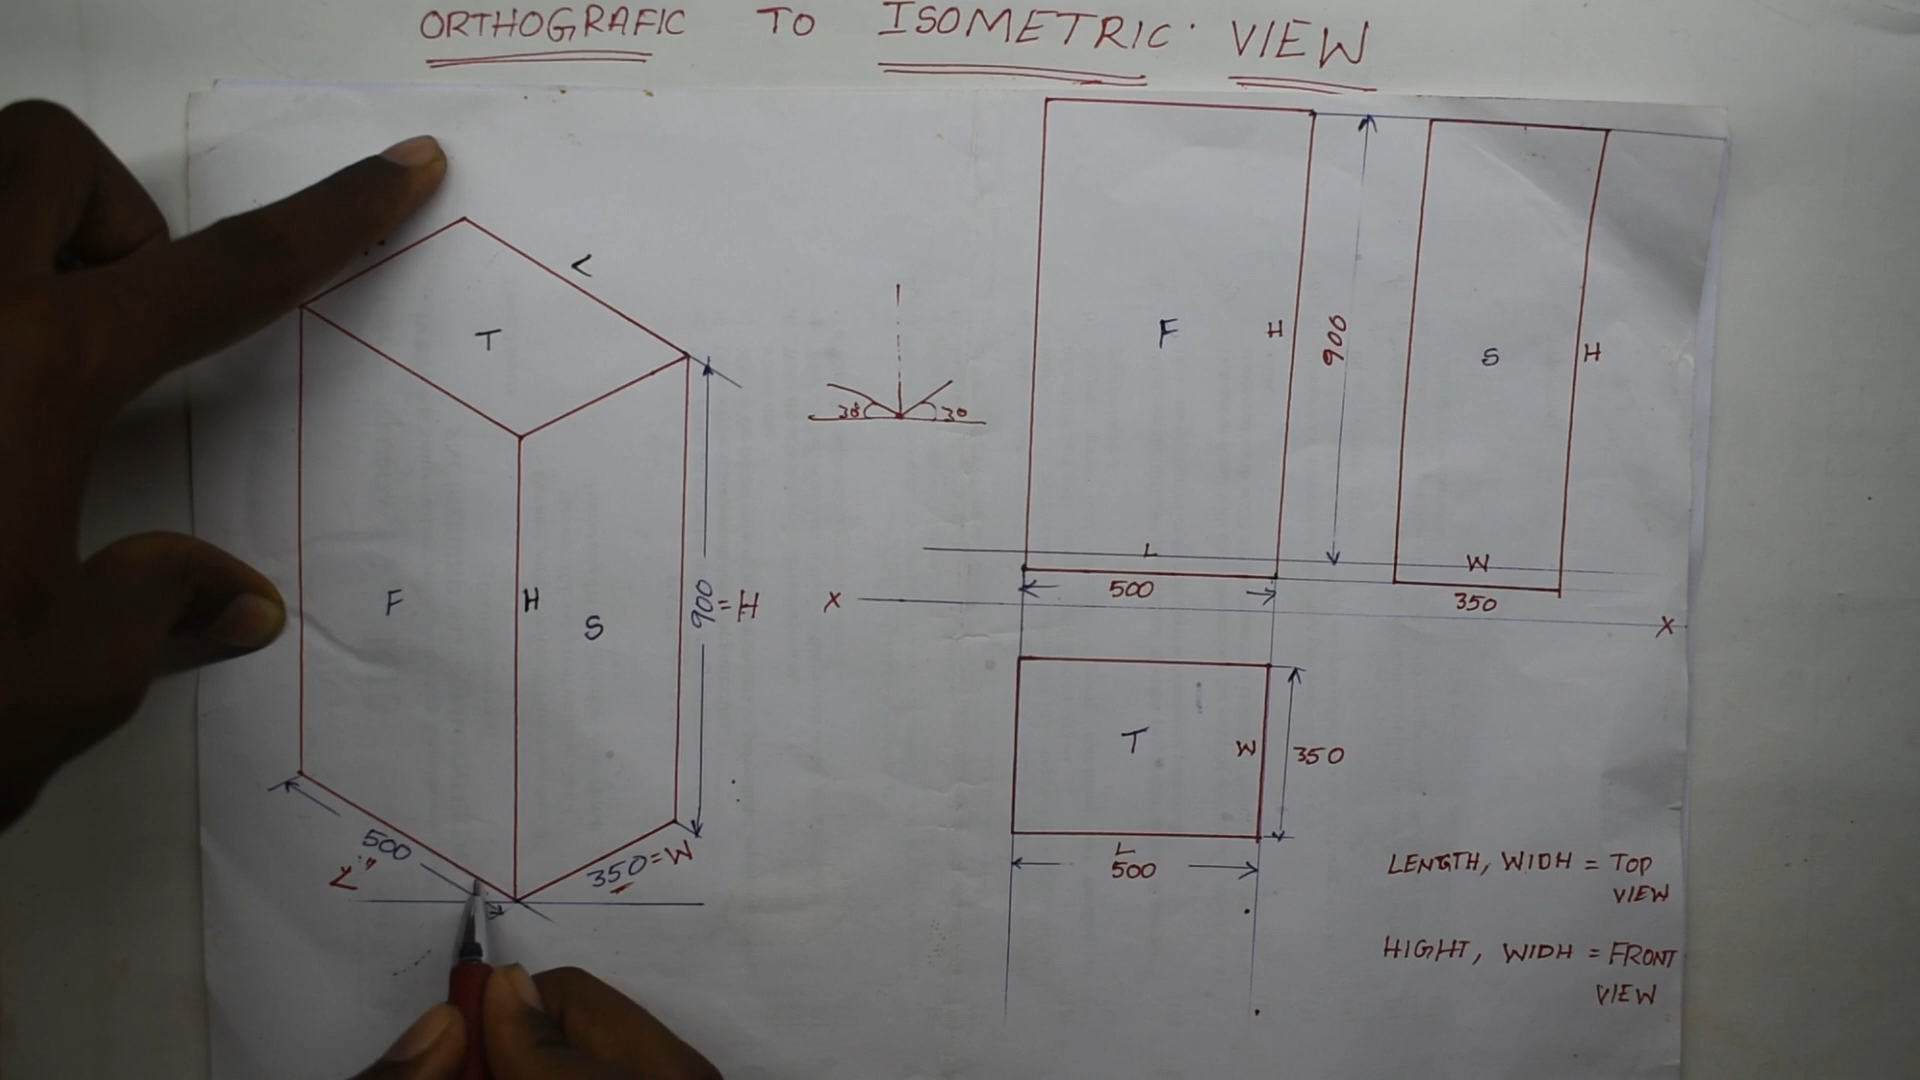 ORTHOGRAFIC TO ISOMETRIC VIEW
L
T
F
H
S
900 = H
500
L
350 = W
30 30
F
H
900
S
H
L
500
W
350
X
X
T
W
350
L
500
LENGTH, WIDH = TOP
VIEW
HIGHT, WIDH = FRONT
VIEW